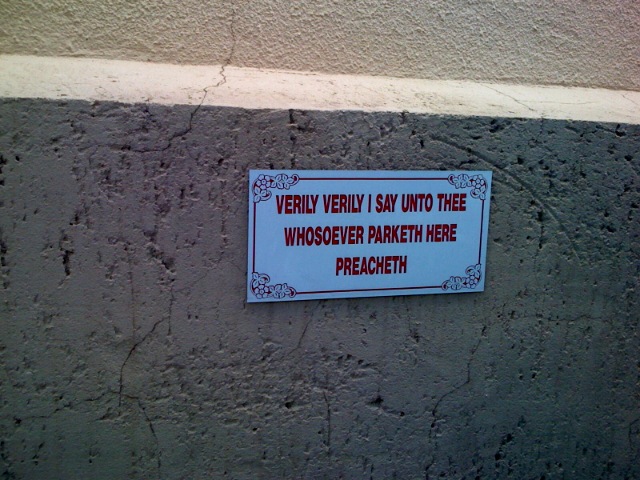 VERILY VERILY I SAY UNTO THEE
WHOSOEVER PARKETH HERE
PREACHETH